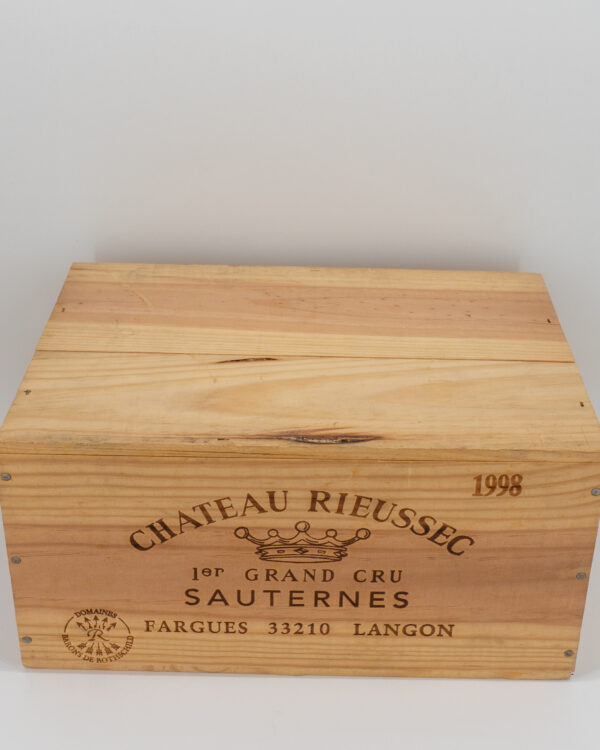 1998
CHATEAU RIEUSSEC
1er GRAND CRU
SAUTERNES
FARGUES 33210 LANGON
DOMAINES
R
BARONS DE ROTHSCHILD